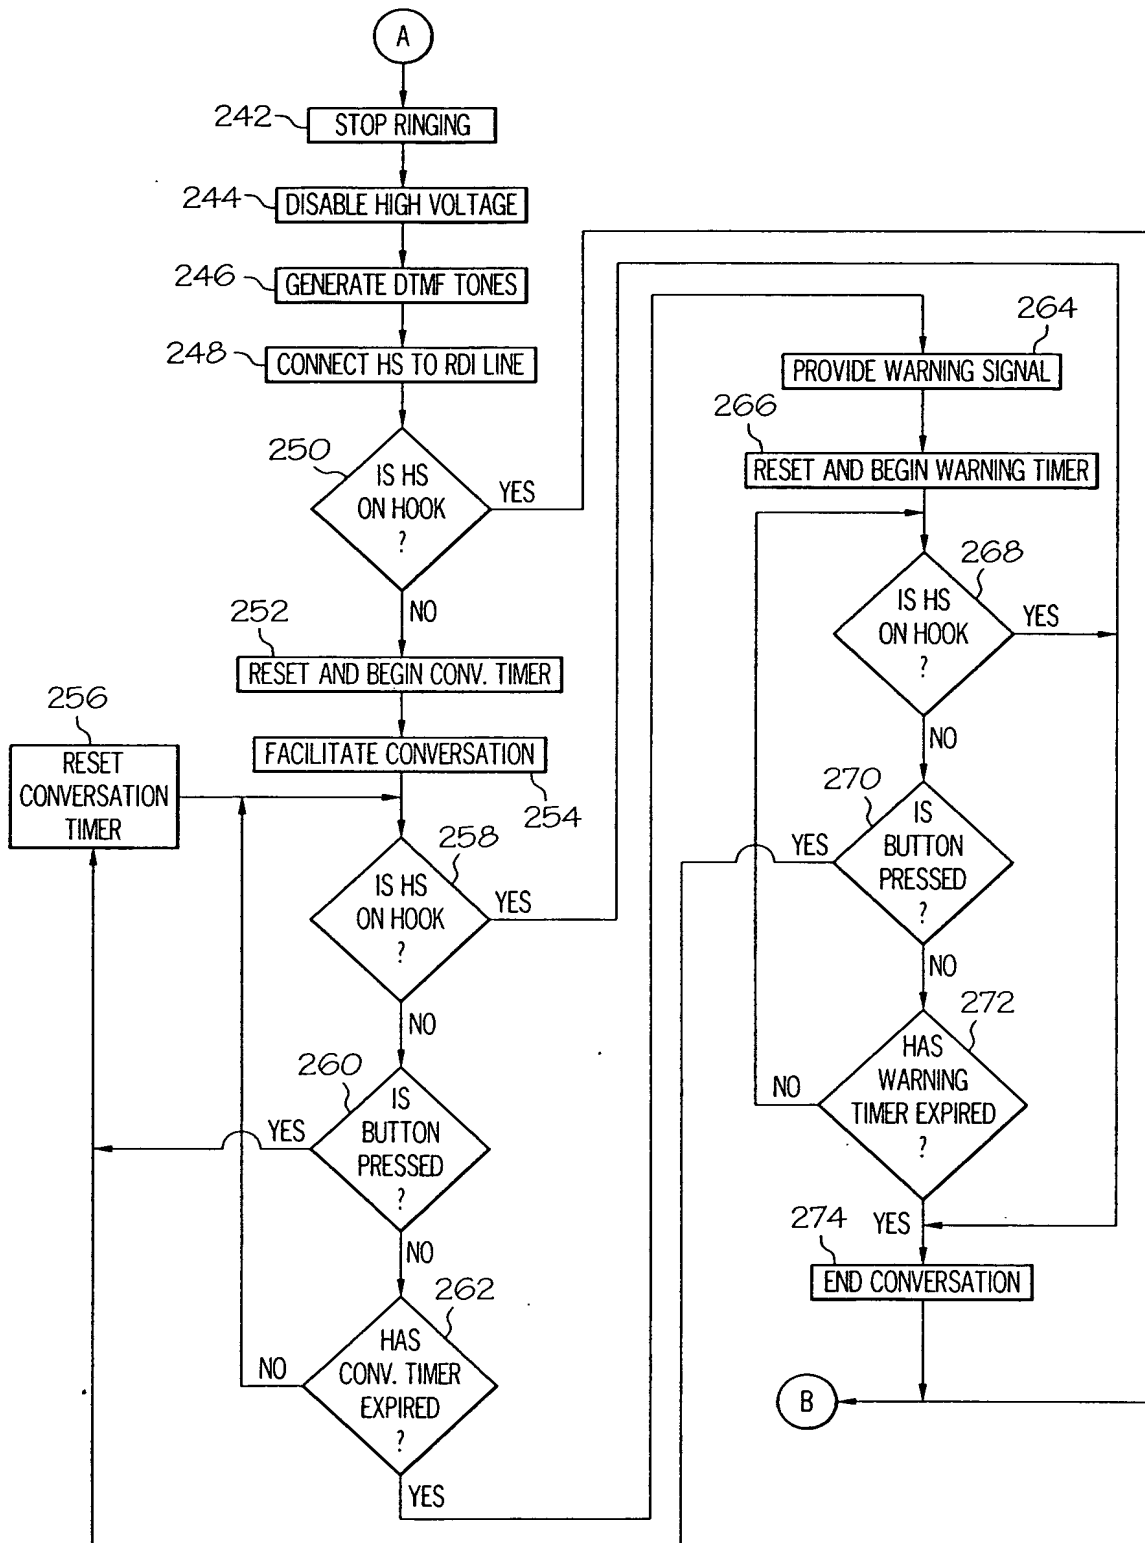 A
242
STOP RINGING
244
DISABLE HIGH VOLTAGE
246
GENERATE DTMF TONES
248
CONNECT HS TO RDI LINE
250
IS HS
ON HOOK
?
YES
NO
252
RESET AND BEGIN CONV. TIMER
256
RESET
CONVERSATION
TIMER
FACILITATE CONVERSATION
254
258
IS HS
ON HOOK
?
YES
NO
260
IS
BUTTON
PRESSED
?
YES
NO
262
HAS
CONV. TIMER
EXPIRED
?
NO
YES
264
PROVIDE WARNING SIGNAL
266
RESET AND BEGIN WARNING TIMER
268
IS HS
ON HOOK
?
YES
NO
270
IS
BUTTON
PRESSED
?
YES
NO
272
HAS
WARNING
TIMER EXPIRED
?
NO
YES
274
END CONVERSATION
B